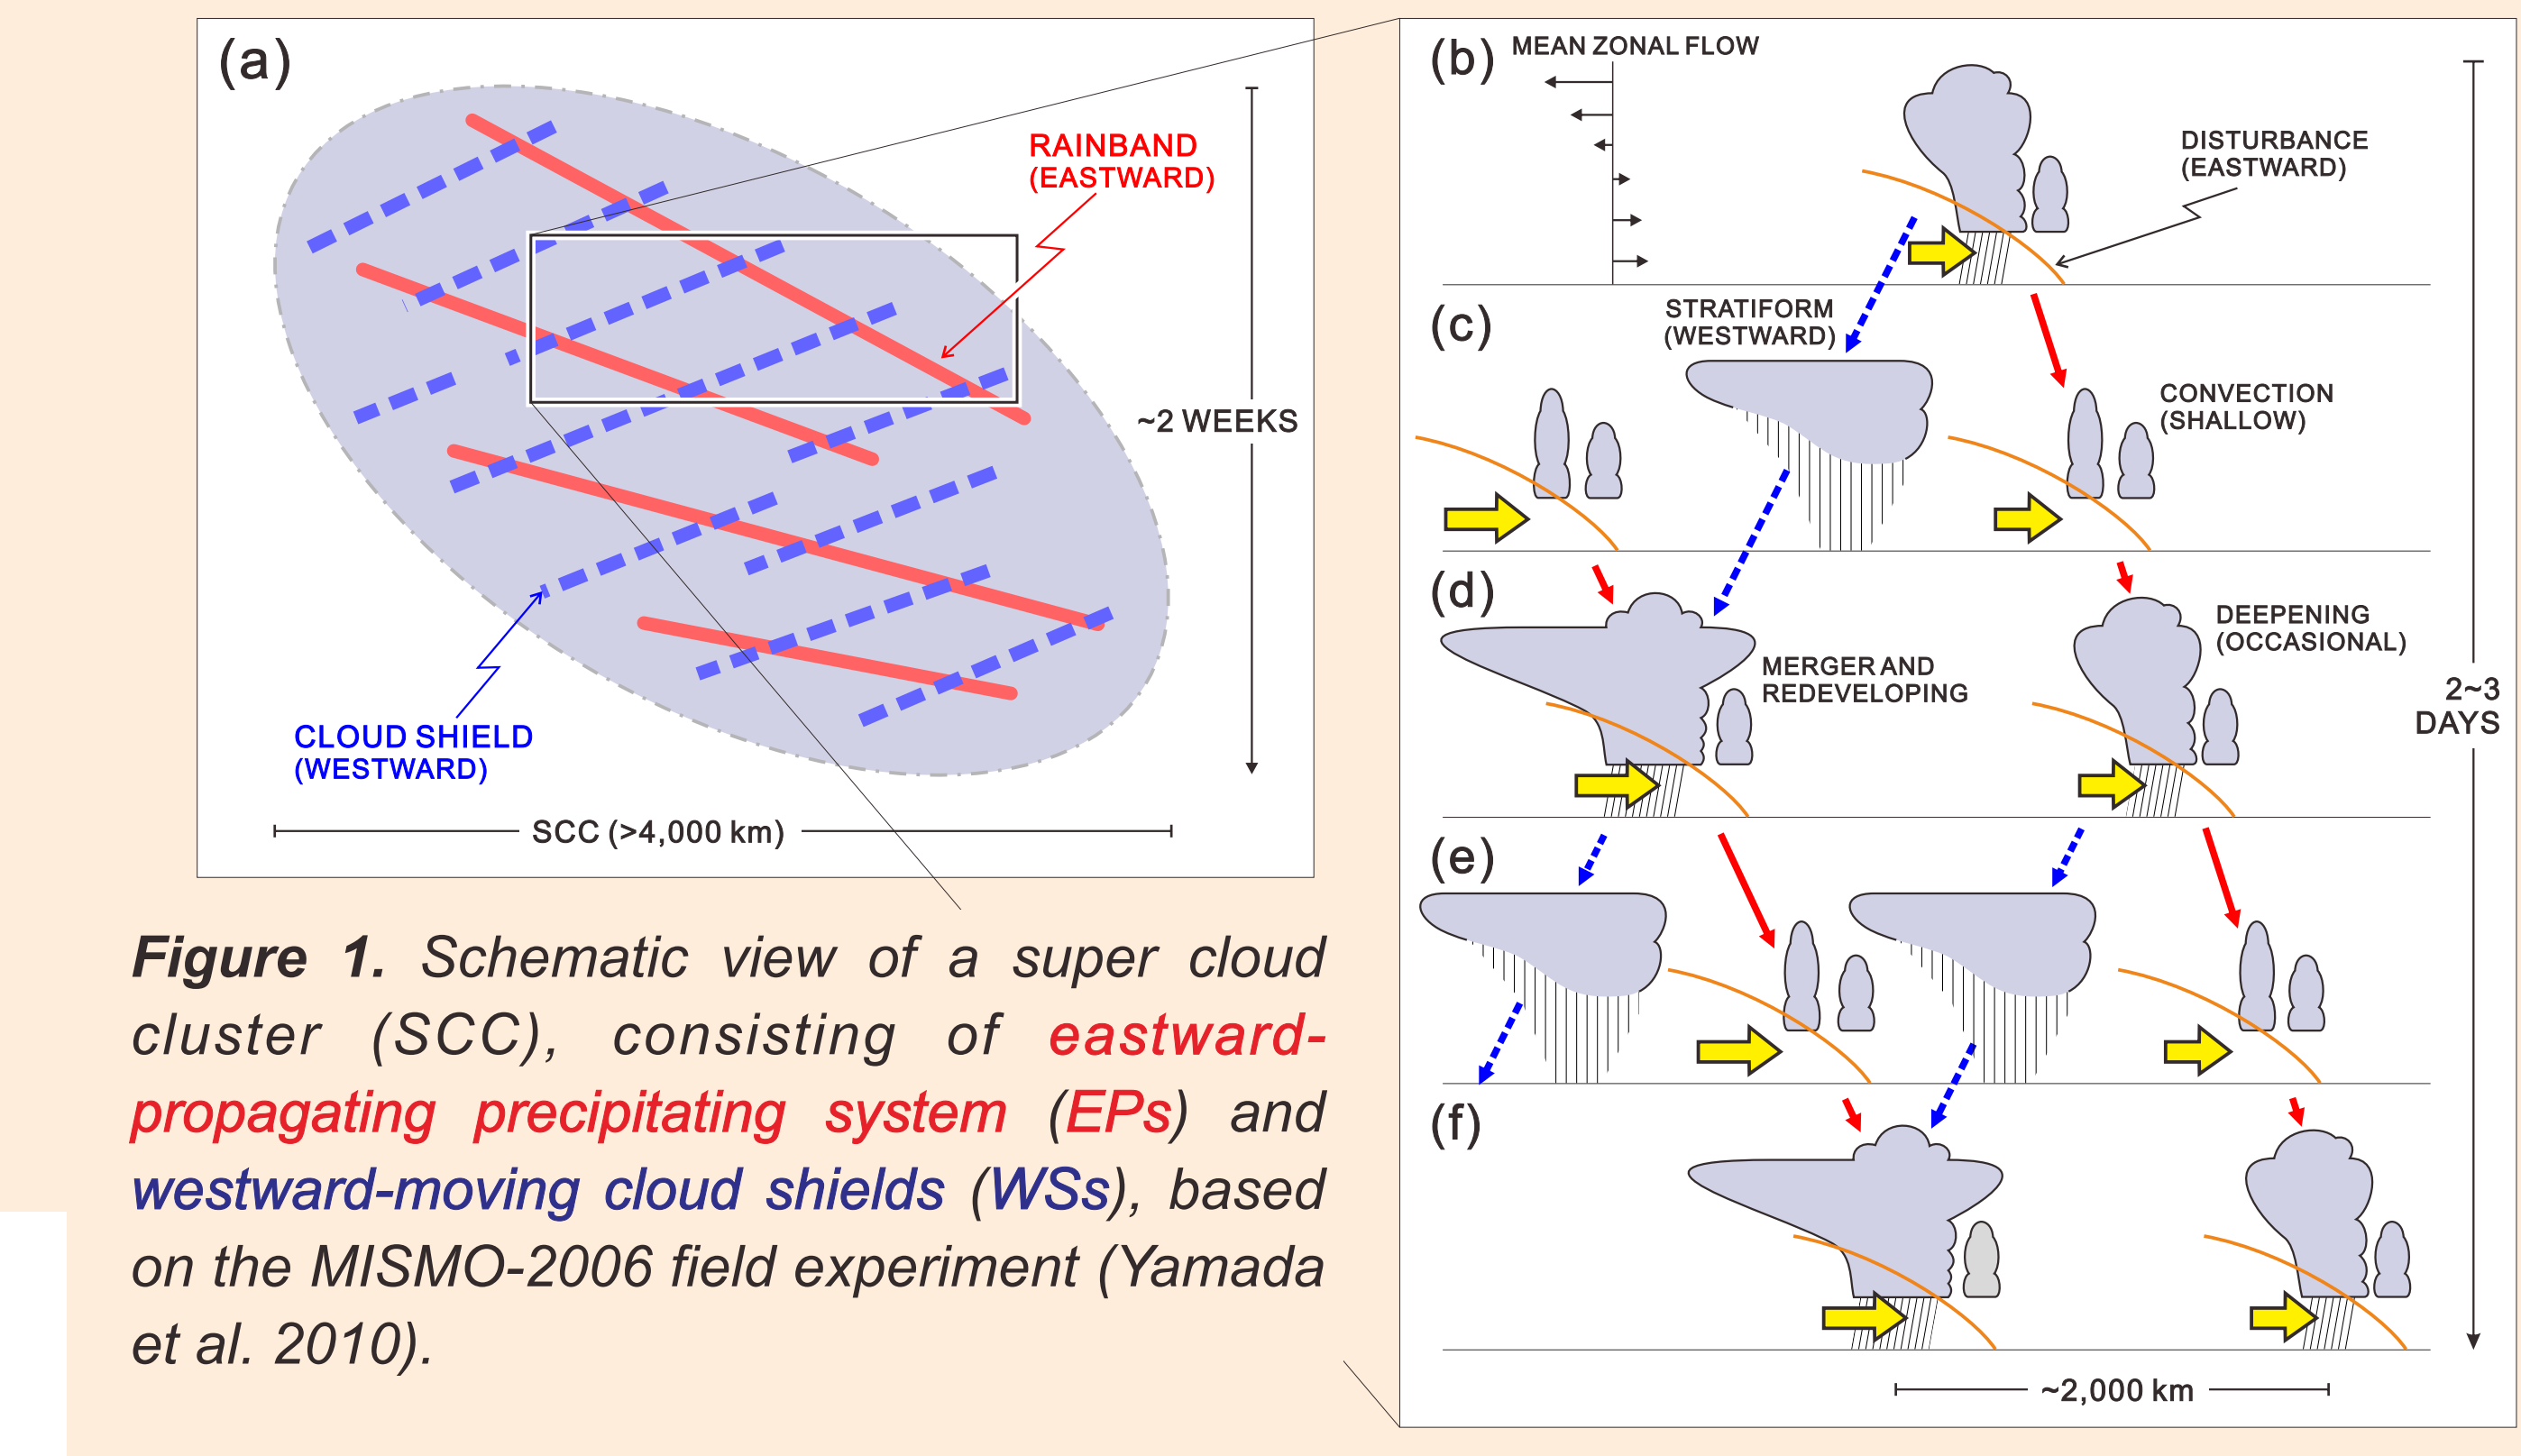 (a)
RAINBAND
(EASTWARD)
~2 WEEKS
CLOUD SHIELD
(WESTWARD)
SCC (>4,000 km)
Figure 1. Schematic view of a super cloud
cluster (SCC), consisting of eastward-
propagating precipitating system (EPs) and
westward-moving cloud shields (WSs), based
on the MISMO-2006 field experiment (Yamada
et al. 2010).
(b)
MEAN ZONAL FLOW
DISTURBANCE
(EASTWARD)
(c)
STRATIFORM
(WESTWARD)
CONVECTION
(SHALLOW)
(d)
MERGER AND
REDEVELOPING
DEEPENING
(OCCASIONAL)
2~3
DAYS
(e)
(f)
~2,000 km